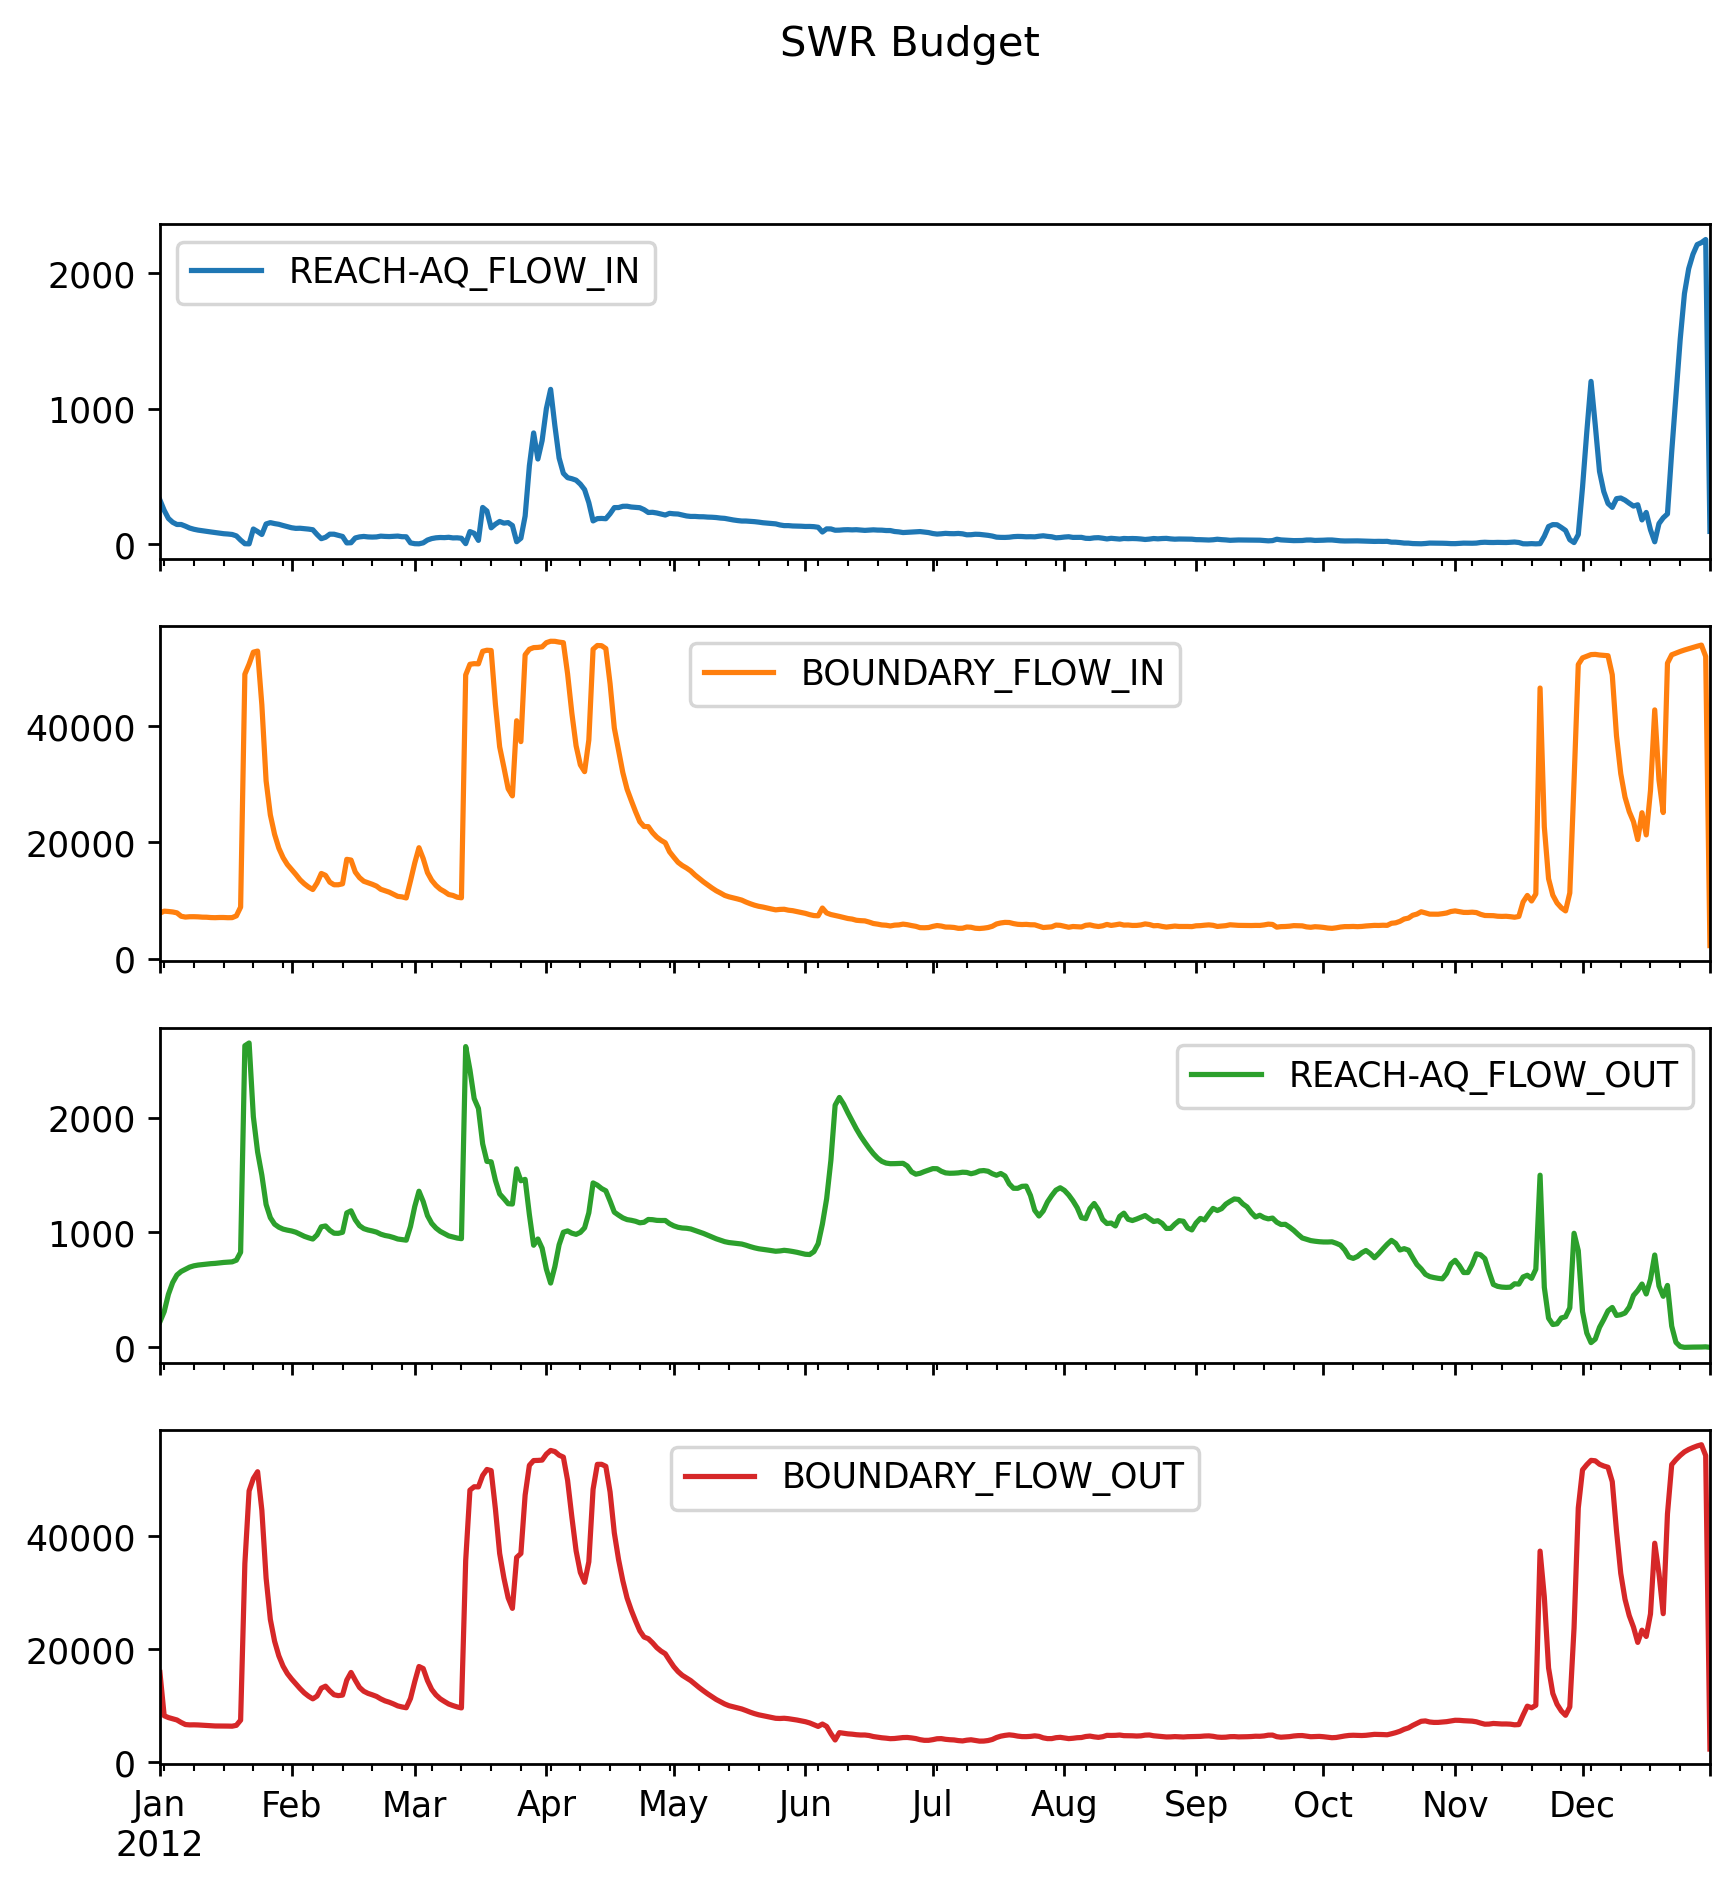 SWR Budget
REACH-AQ_FLOW_IN
2000
1000
0
BOUNDARY_FLOW_IN
40000
20000
0
REACH-AQ_FLOW_OUT
2000
1000
0
BOUNDARY_FLOW_OUT
40000
20000
0
Jan Feb Mar Apr May Jun Jul Aug Sep Oct Nov Dec
2012